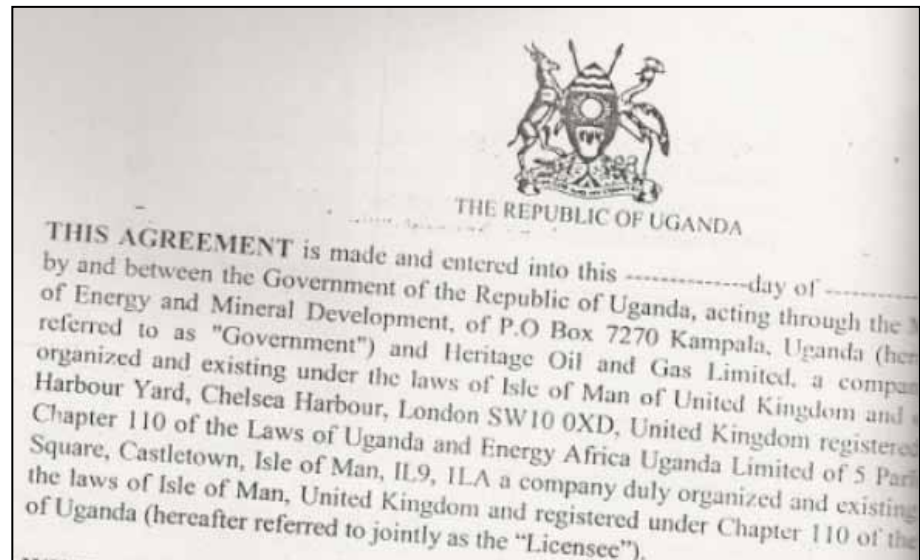 THE REPUBLIC OF UGANDA
THIS AGREEMENT is made and entered into this ------------day of ----------
by and between the Government of the Republic of Uganda, acting through the
of Energy and Mineral Development, of P.O Box 7270 Kampala, Uganda (her
referred to as "Government") and Heritage Oil and Gas Limited, a compa
organized and existing under the laws of Isle of Man of United Kingdom and
Harbour Yard, Chelsea Harbour, London SW10 0XD, United Kingdom registered
Chapter 110 of the Laws of Uganda and Energy Africa Uganda Limited of 5 Par
Square, Castletown, Isle of Man, IL9, 1LA a company duly organized and existing
the laws of Isle of Man, United Kingdom and registered under Chapter 110 of the
of Uganda (hereafter referred to jointly as the “Licensee”).